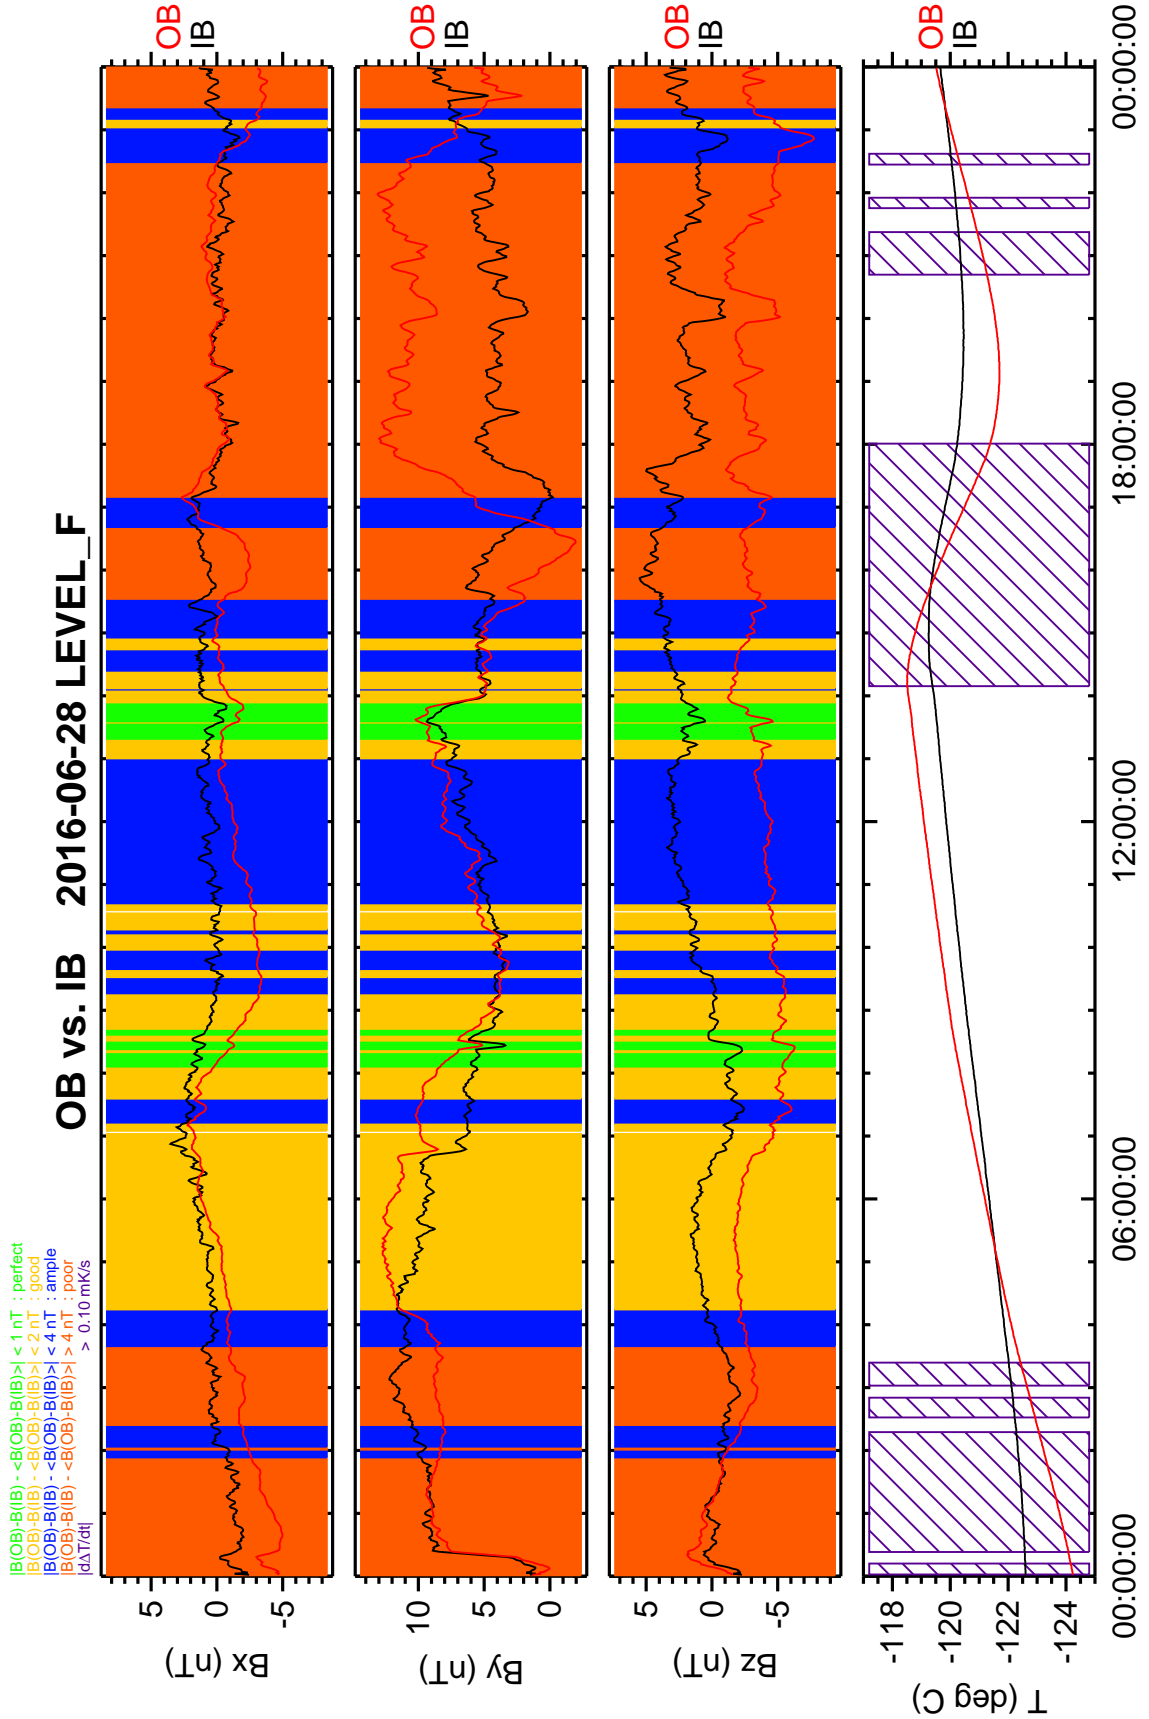 OB vs. IB 2016-06-28 LEVEL_F
|B(OB)-B(IB) - <B(OB)-B(IB)>| < 1 nT : perfect
|B(OB)-B(IB) - <B(OB)-B(IB)>| < 2 nT : good
|B(OB)-B(IB) - <B(OB)-B(IB)>| < 4 nT : ample
|B(OB)-B(IB) - <B(OB)-B(IB)>| > 4 nT : poor
|dΔT/dt| > 0.10 mK/s
Bx (nT)
5
0
-5
OB
IB
By (nT)
10
5
0
OB
IB
Bz (nT)
5
0
-5
OB
IB
T (deg C)
-118
-120
-122
-124
OB
IB
00:00:00
06:00:00
12:00:00
18:00:00
00:00:00